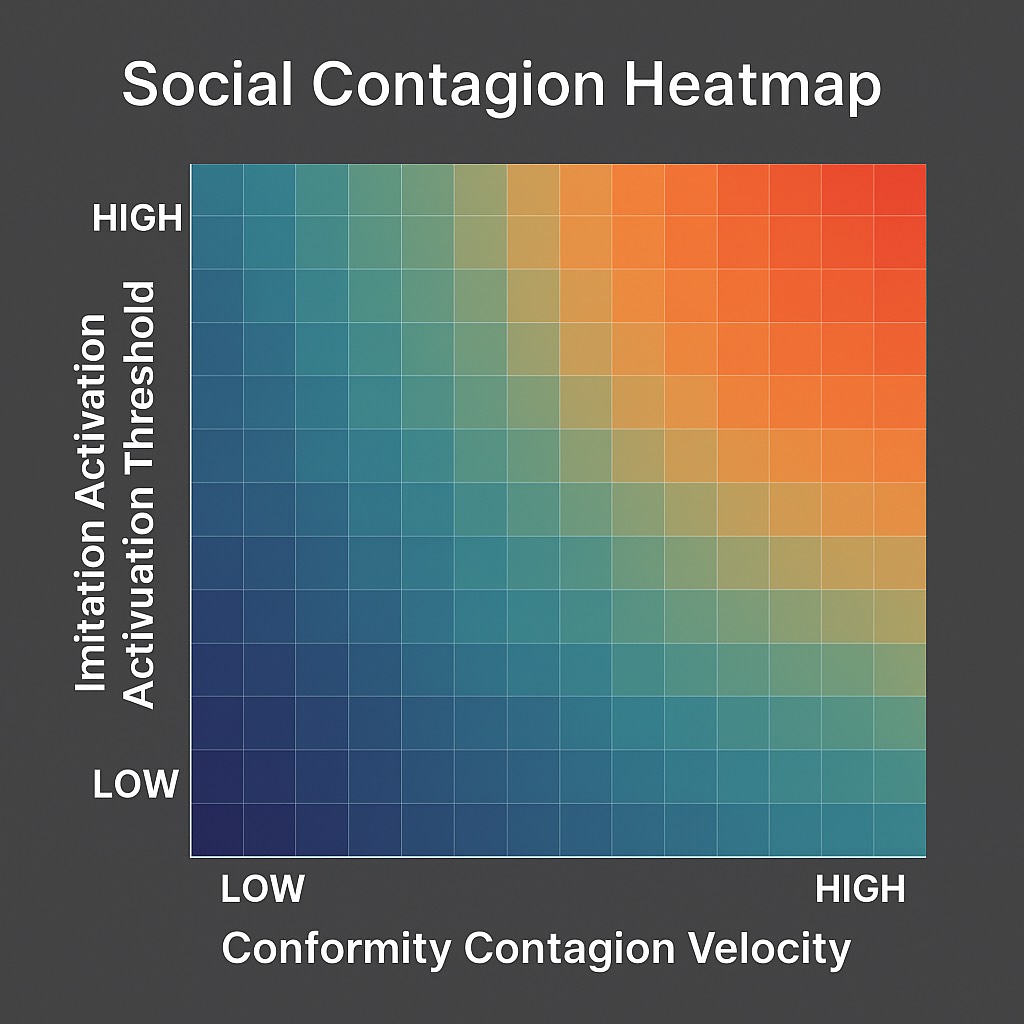 Social Contagion Heatmap
HIGH
Imitation Activation
Activuation Threshold
LOW
LOW
HIGH
Conformity Contagion Velocity